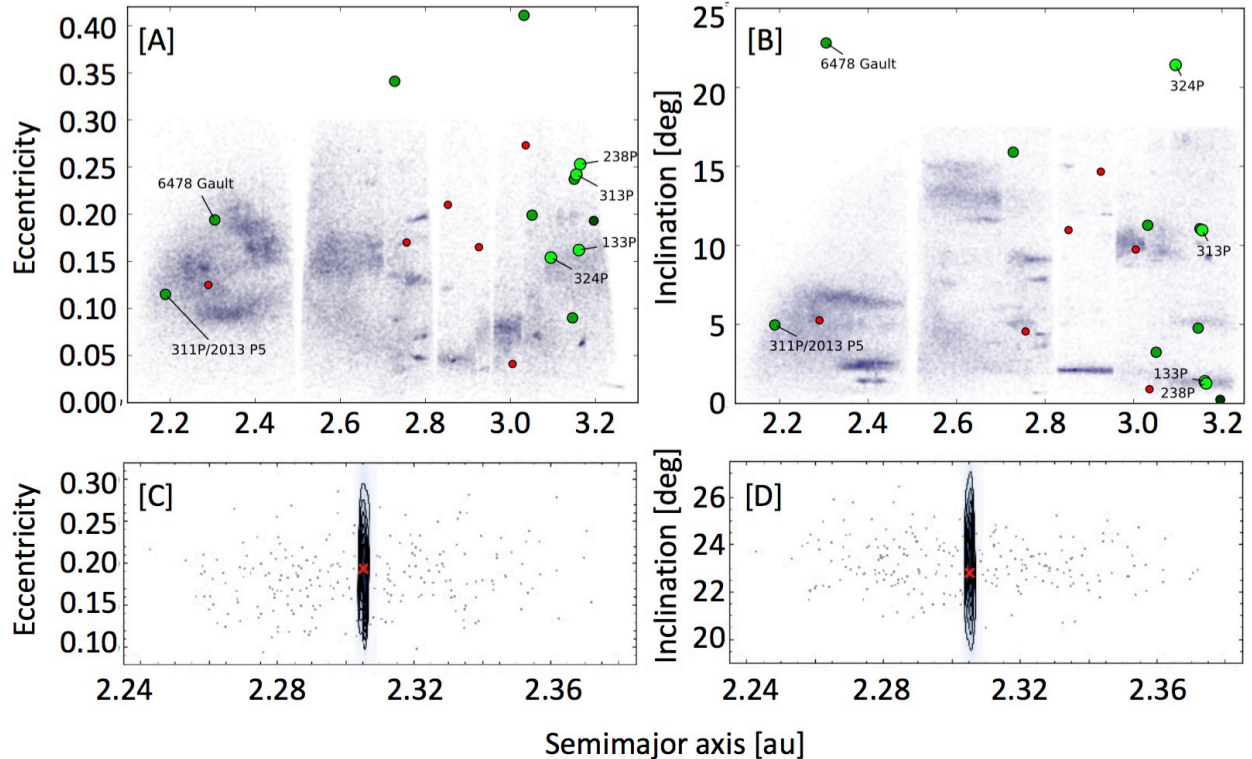 [A]
Eccentricity
0.40
0.35
0.30
0.25
0.20
0.15
0.10
0.05
0.00
6478 Gault
238P
313P
133P
324P
311P/2013 P5
2.2 2.4 2.6 2.8 3.0 3.2
[B]
Inclination [deg]
25
20
15
10
5
0
6478 Gault
324P
313P
311P/2013 P5
133P
238P
2.2 2.4 2.6 2.8 3.0 3.2
[C]
Eccentricity
0.30
0.25
0.20
0.15
0.10
2.24 2.28 2.32 2.36
[D]
Inclination [deg]
26
24
22
20
2.24 2.28 2.32 2.36
Semimajor axis [au]